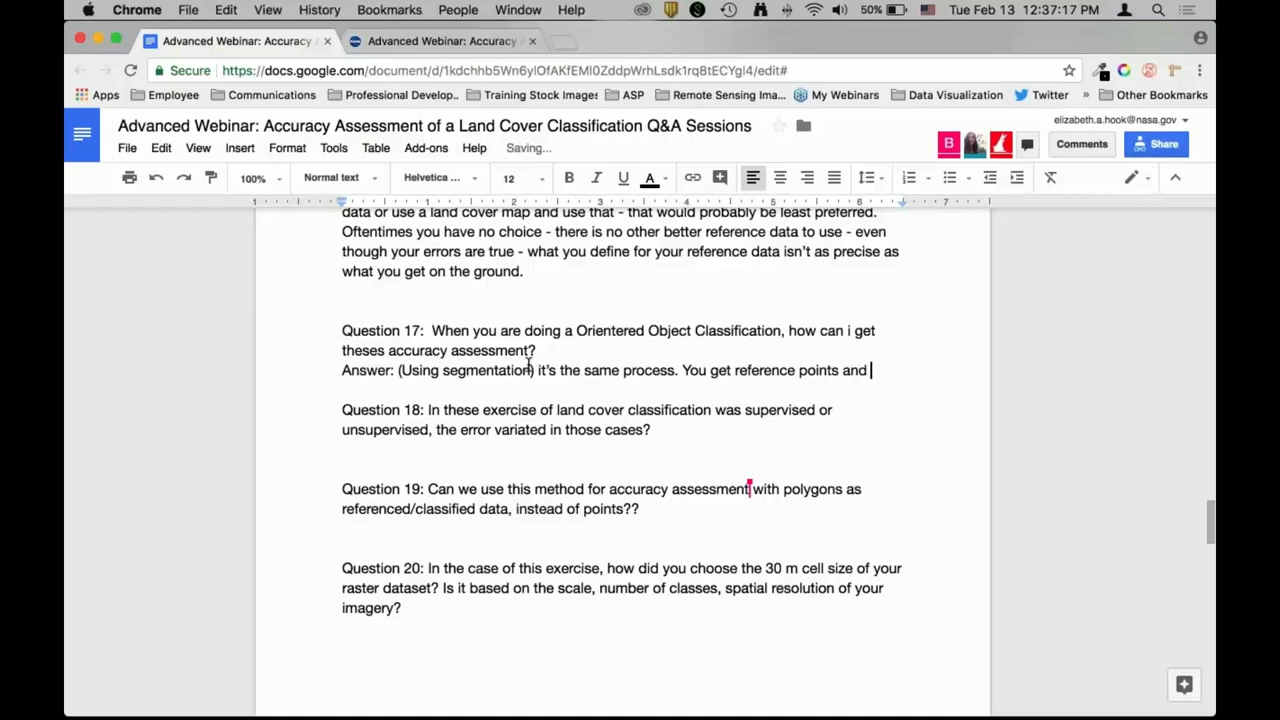 Chrome File Edit View History Bookmarks People Window Help 50% Tue Feb 13 12:37:17 PM
Advanced Webinar: Accuracy Advanced Webinar: Accuracy
Secure https://docs.google.com/document/d/1kdchhb5Wn6ylOfAKfEMl0ZddpWrhLsdk1rq8tECYgl4/edit#
Apps Employee Communications Professional Develop.. Training Stock Images ASP Remote Sensing Ima... My Webinars Data Visualization Twitter » Other Bookmarks
Advanced Webinar: Accuracy Assessment of a Land Cover Classification Q&A Sessions
elizabeth.a.hook@nasa.gov
File Edit View Insert Format Tools Table Add-ons Help Saving...
B Comments Share
100% Normal text Helvetica ... 12 B I U A
1 1 2 3 4 5 6 7
data or use a land cover map and use that - that would probably be least preferred.
Oftentimes you have no choice - there is no other better reference data to use - even
though your errors are true - what you define for your reference data isn't as precise as
what you get on the ground.
Question 17: When you are doing a Orientered Object Classification, how can i get
theses accuracy assessment?
Answer: (Using segmentation) it's the same process. You get reference points and
Question 18: In these exercise of land cover classification was supervised or
unsupervised, the error variated in those cases?
Question 19: Can we use this method for accuracy assessment with polygons as
referenced/classified data, instead of points??
Question 20: In the case of this exercise, how did you choose the 30 m cell size of your
raster dataset? Is it based on the scale, number of classes, spatial resolution of your
imagery?